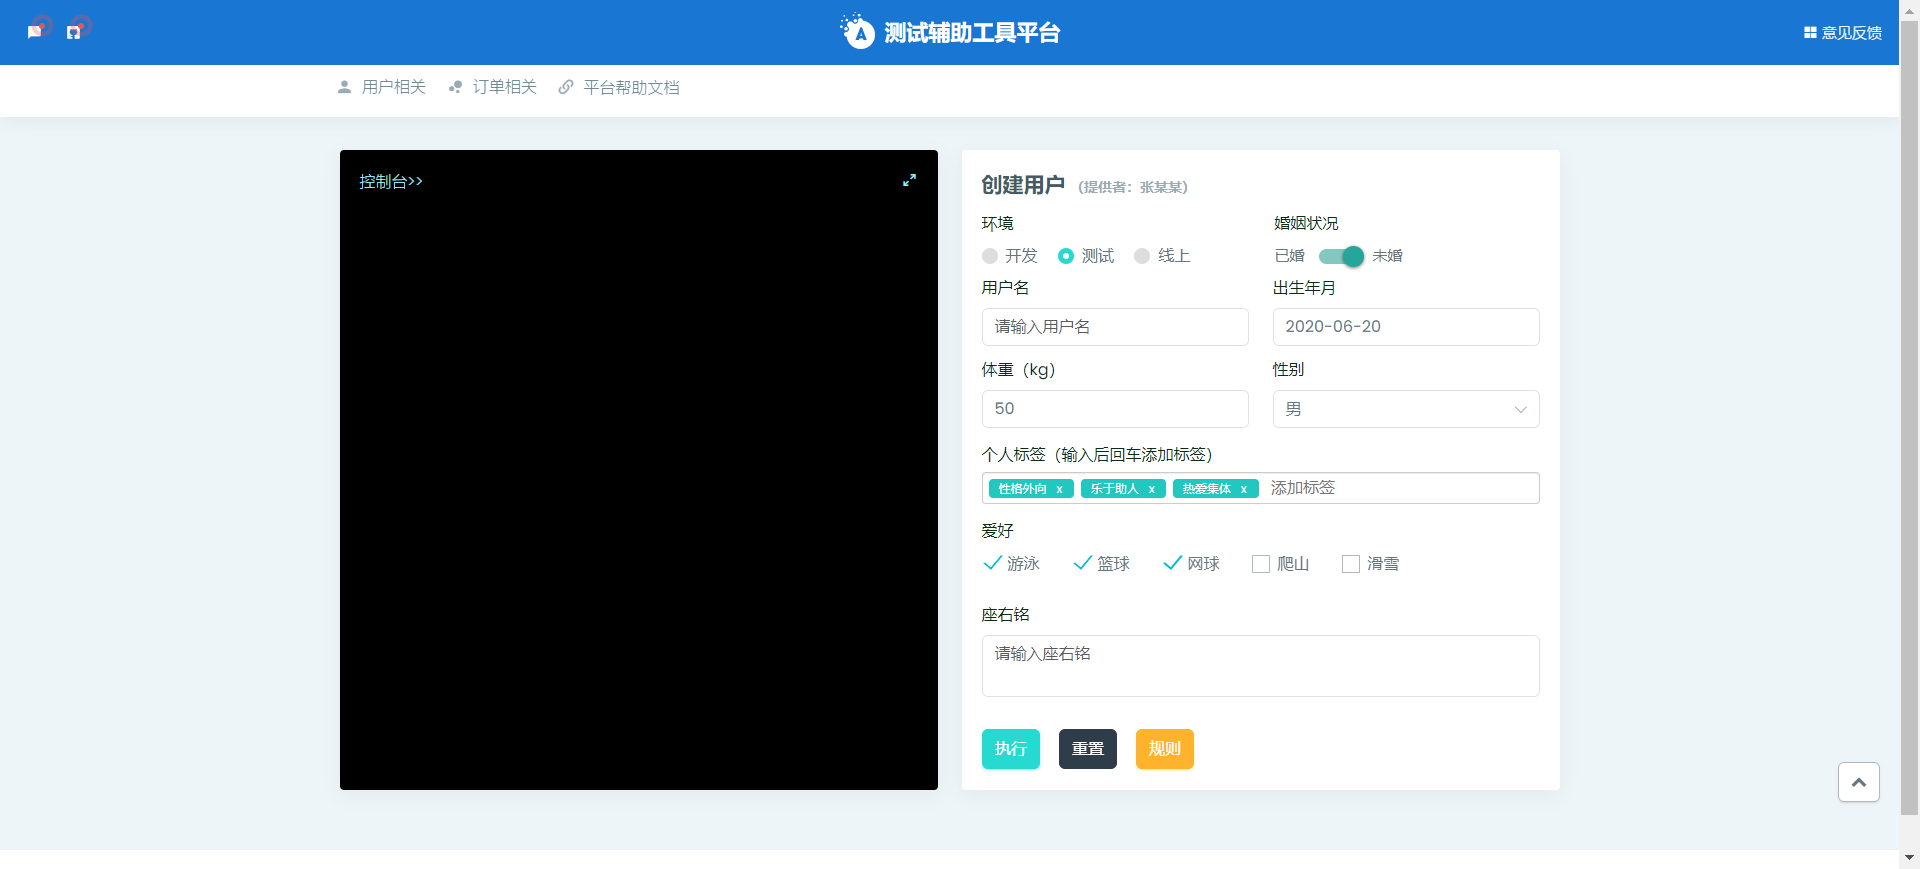 测试辅助工具平台
意见反馈
用户相关 订单相关 平台帮助文档
控制台>>
创建用户 (提供者：张某某)
环境 婚姻状况
开发 测试 线上 已婚 未婚
用户名 出生年月
请输入用户名 2020-06-20
体重（kg） 性别
50 男
个人标签（输入后回车添加标签）
性格外向 x 乐于助人 x 热爱集体 x 添加标签
爱好
游泳 篮球 网球 爬山 滑雪
座右铭
请输入座右铭
执行 重置 规则